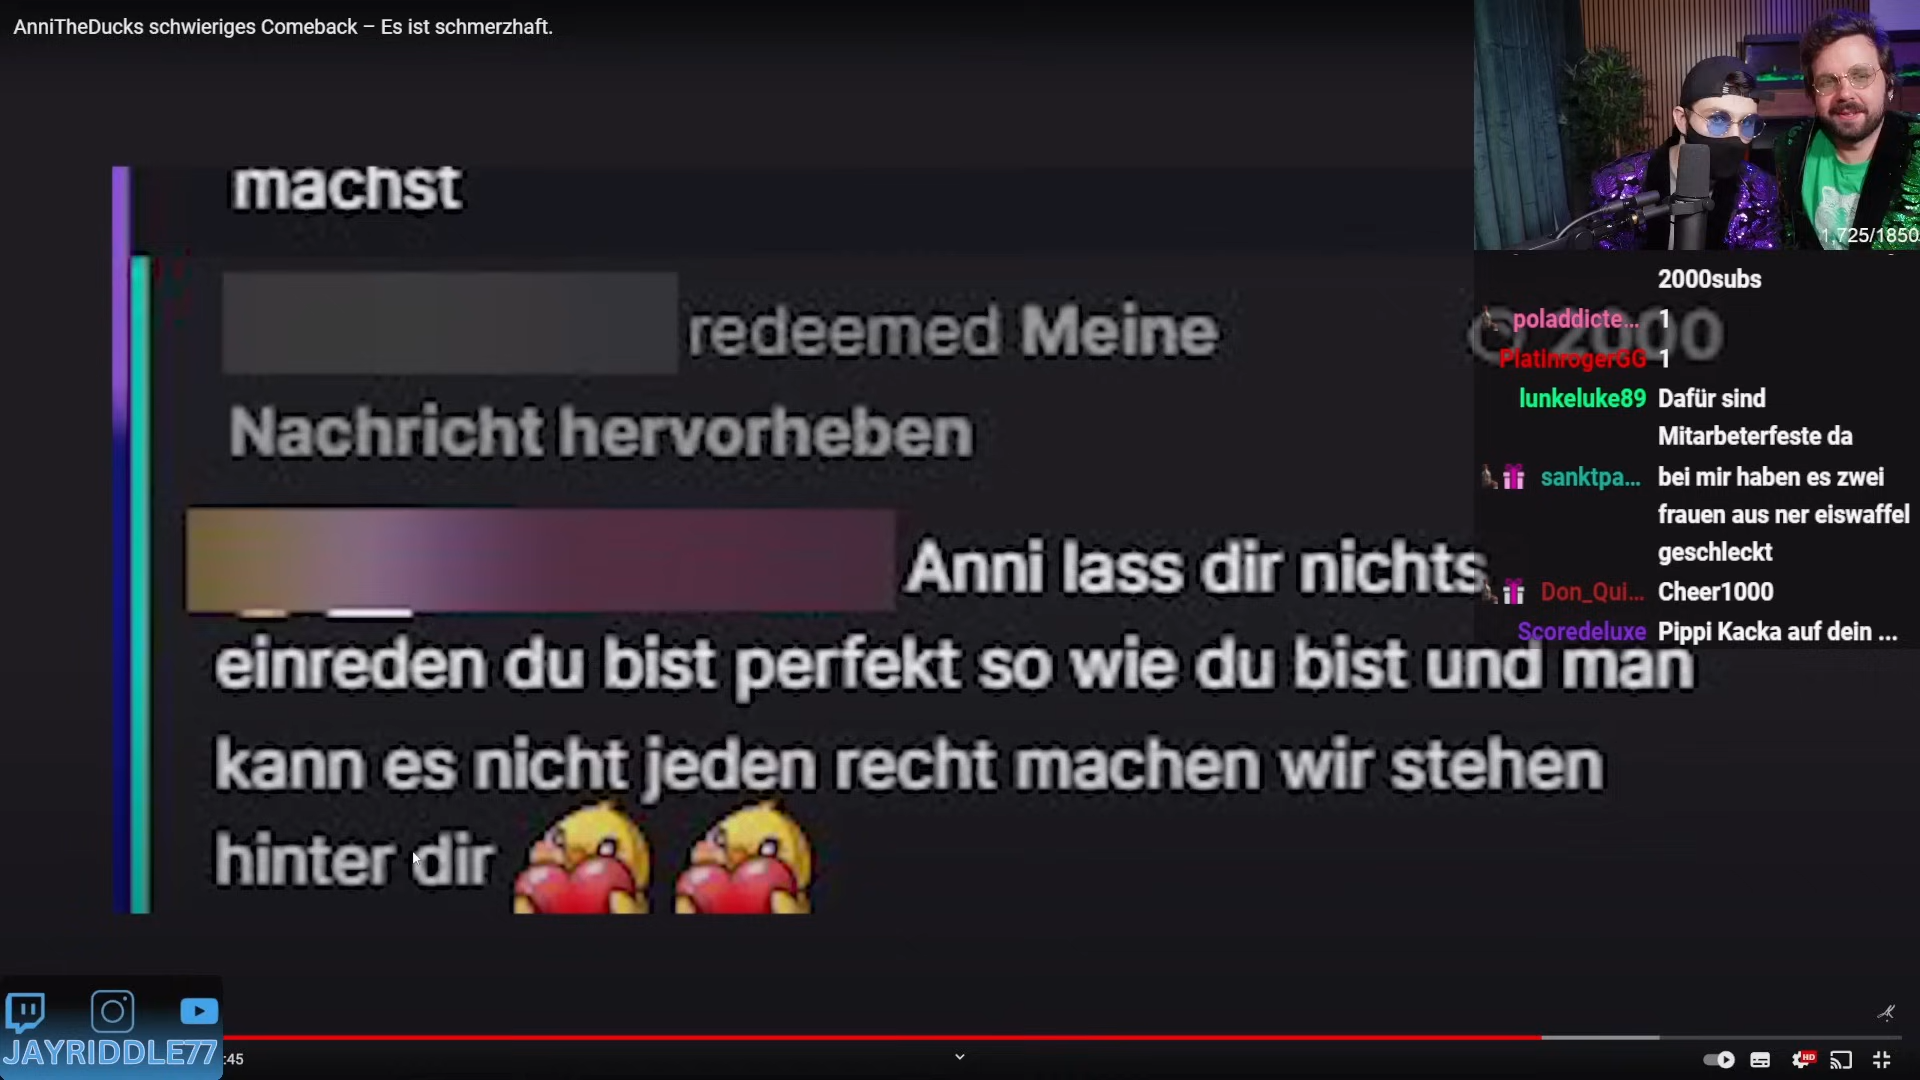 AnniTheDucks schwieriges Comeback – Es ist schmerzhaft.
machst
redeemed Meine
2000
Nachricht hervorheben
Anni lass dir nichts
einreden du bist perfekt so wie du bist und man
kann es nicht jeden recht machen wir stehen
hinter dir
1,725/1850
2000subs
poladdicte... 1
PlatinrogerGG 1
lunkeluke89 Dafür sind
Mitarbeterfeste da
sanktpa... bei mir haben es zwei
frauen aus ner eiswaffel
geschleckt
Don_Qui... Cheer1000
Scoredeluxe Pippi Kacka auf dein ...
JAYRIDDLE77
:45
HD